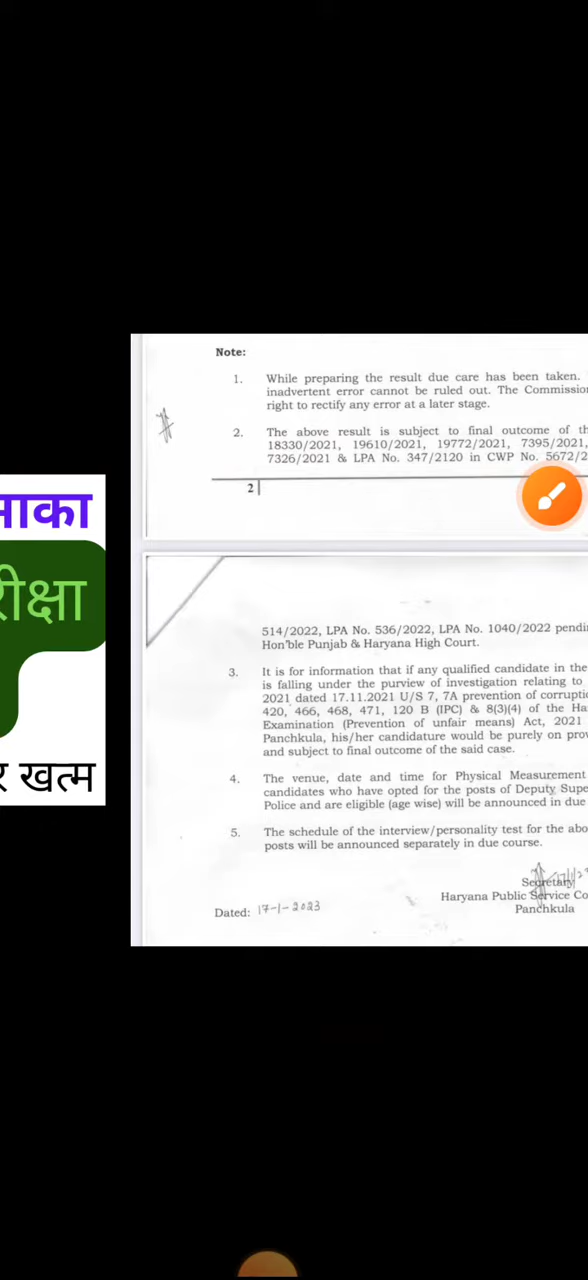 Note:
1. While preparing the result due care has been taken.
inadvertent error cannot be ruled out. The Commission
right to rectify any error at a later stage.
2. The above result is subject to final outcome of th
18330/2021, 19610/2021, 19772/2021, 7395/2021,
7326/2021 & LPA No. 347/2120 in CWP No. 5672/2
2
514/2022, LPA No. 536/2022, LPA No. 1040/2022 pendi
Hon'ble Punjab & Haryana High Court.
3. It is for information that if any qualified candidate in the
is falling under the purview of investigation relating to
2021 dated 17.11.2021 U/S 7, 7A prevention of corrupti
420, 466, 468, 471, 120 B (IPC) & 8(3)(4) of the Ha
Examination (Prevention of unfair means) Act, 2021
Panchkula, his/her candidature would be purely on prov
and subject to final outcome of the said case.
4. The venue, date and time for Physical Measurement
candidates who have opted for the posts of Deputy Supe
Police and are eligible (age wise) will be announced in due
5. The schedule of the interview/personality test for the abo
posts will be announced separately in due course.
Secretary
Haryana Public Service Co
Panchkula
Dated: 17-1-2023
माका
रीक्षा
र खत्म